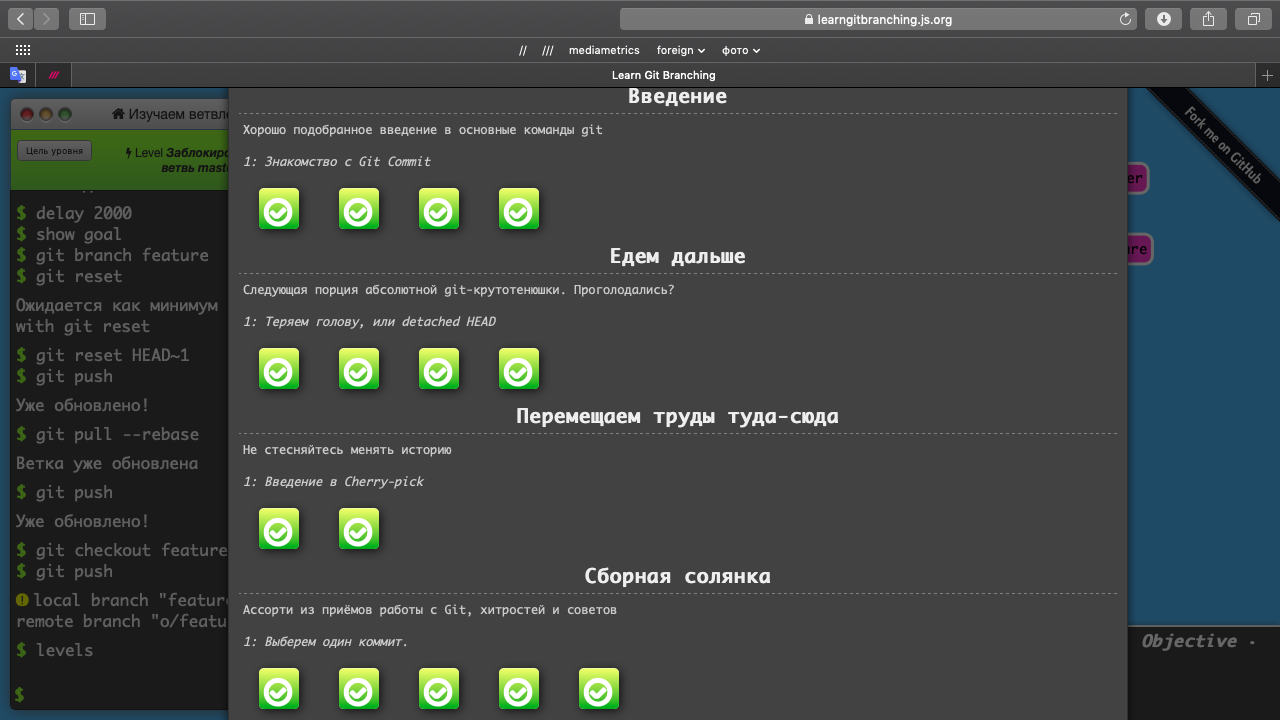 learngitbranching.js.org
// /// mediametrics foreign фото
Learn Git Branching
Изучаем ветвле
Цель уровня
Level Заблокиро
ветвь mast
$ delay 2000
$ show goal
$ git branch feature
$ git reset
Ожидается как минимум
with git reset
$ git reset HEAD~1
$ git push
Уже обновлено!
$ git pull --rebase
Ветка уже обновлена
$ git push
Уже обновлено!
$ git checkout feature
$ git push
local branch "featur
remote branch "o/featu
$ levels
$
Введение
Хорошо подобранное введение в основные команды git
1: Знакомство с Git Commit
Едем дальше
Следующая порция абсолютной git-крутотенюшки. Проголодались?
1: Теряем голову, или detached HEAD
Перемещаем труды туда-сюда
Не стесняйтесь менять историю
1: Введение в Cherry-pick
Сборная солянка
Ассорти из приёмов работы с Git, хитростей и советов
1: Выберем один коммит.
Fork me on GitHub
er
ure
Objective -